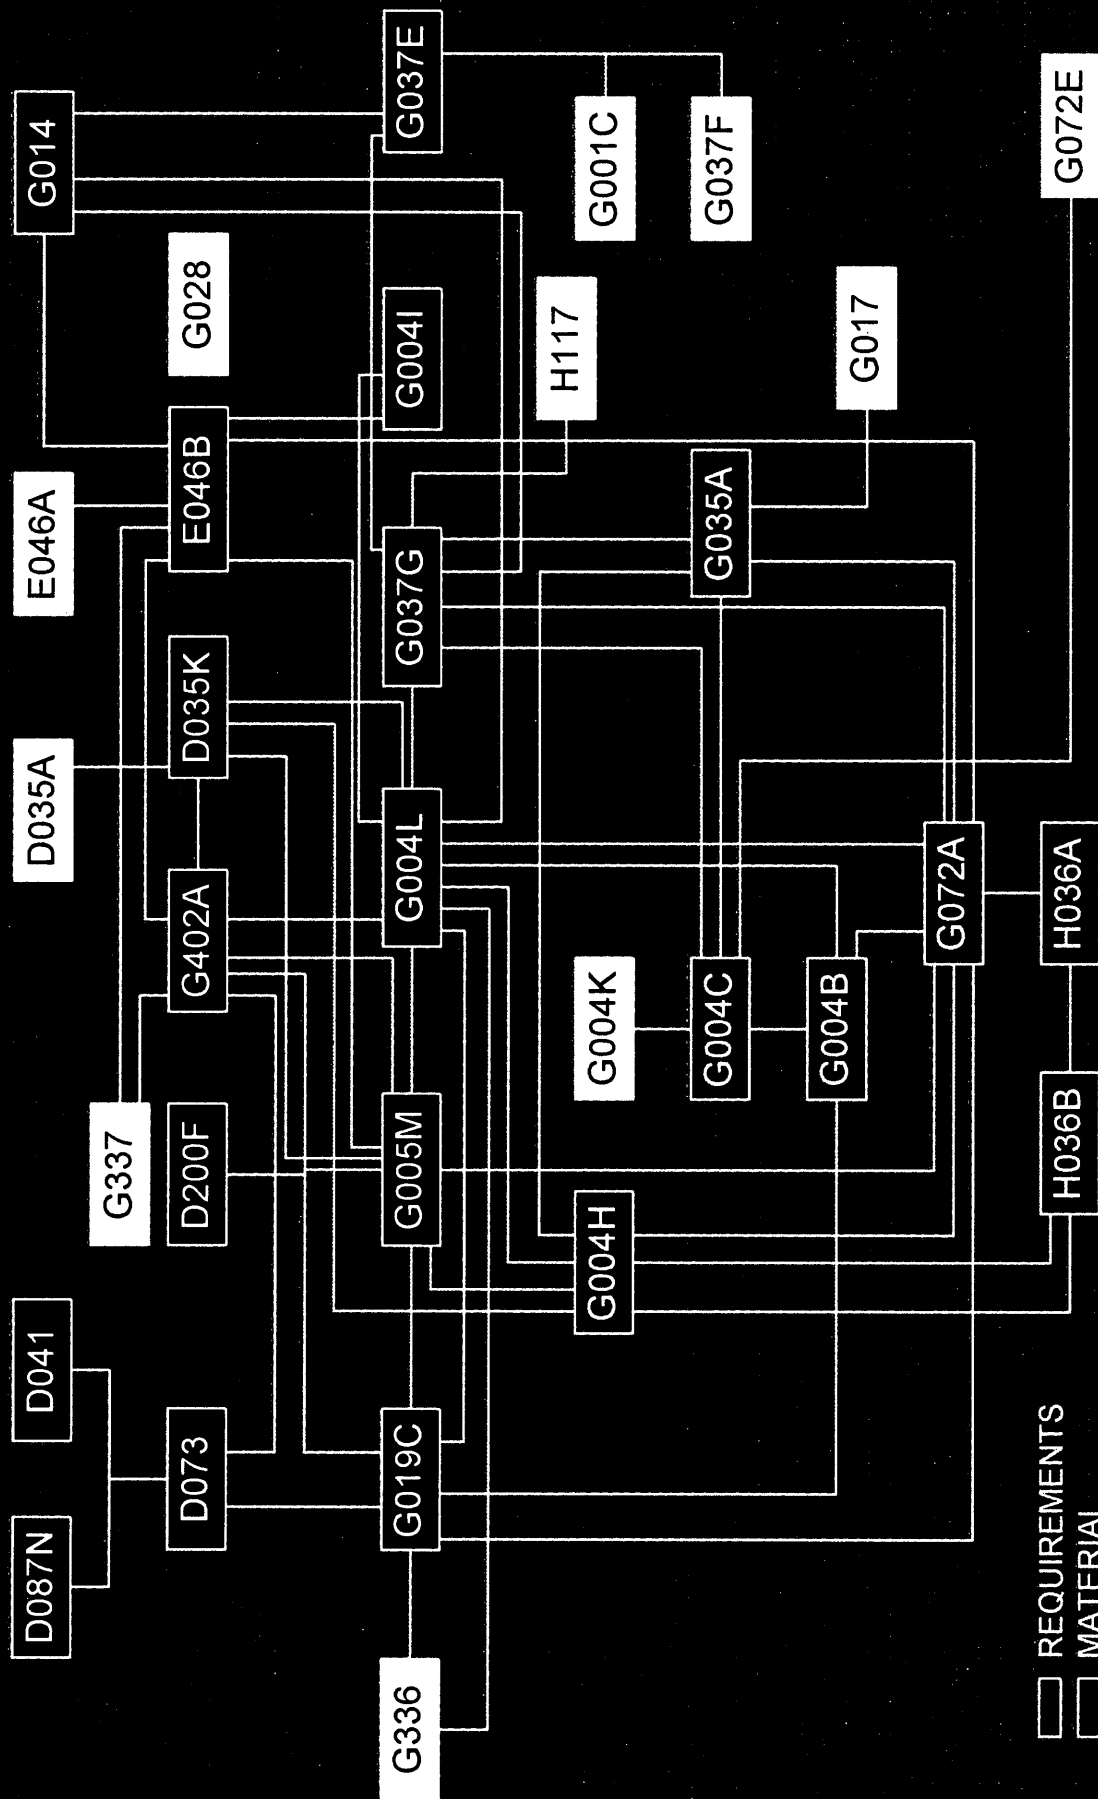 D087N
D041
D035A
E046A
G014
G337
D073
D200F
G402A
D035K
E046B
G028
G336
G019C
G005M
G004L
G037G
G004I
G037E
H117
G004H
G004K
G001C
G004C
G035A
G037F
G004B
G017
G072A
H036B
H036A
G072E
REQUIREMENTS
MATERIAL